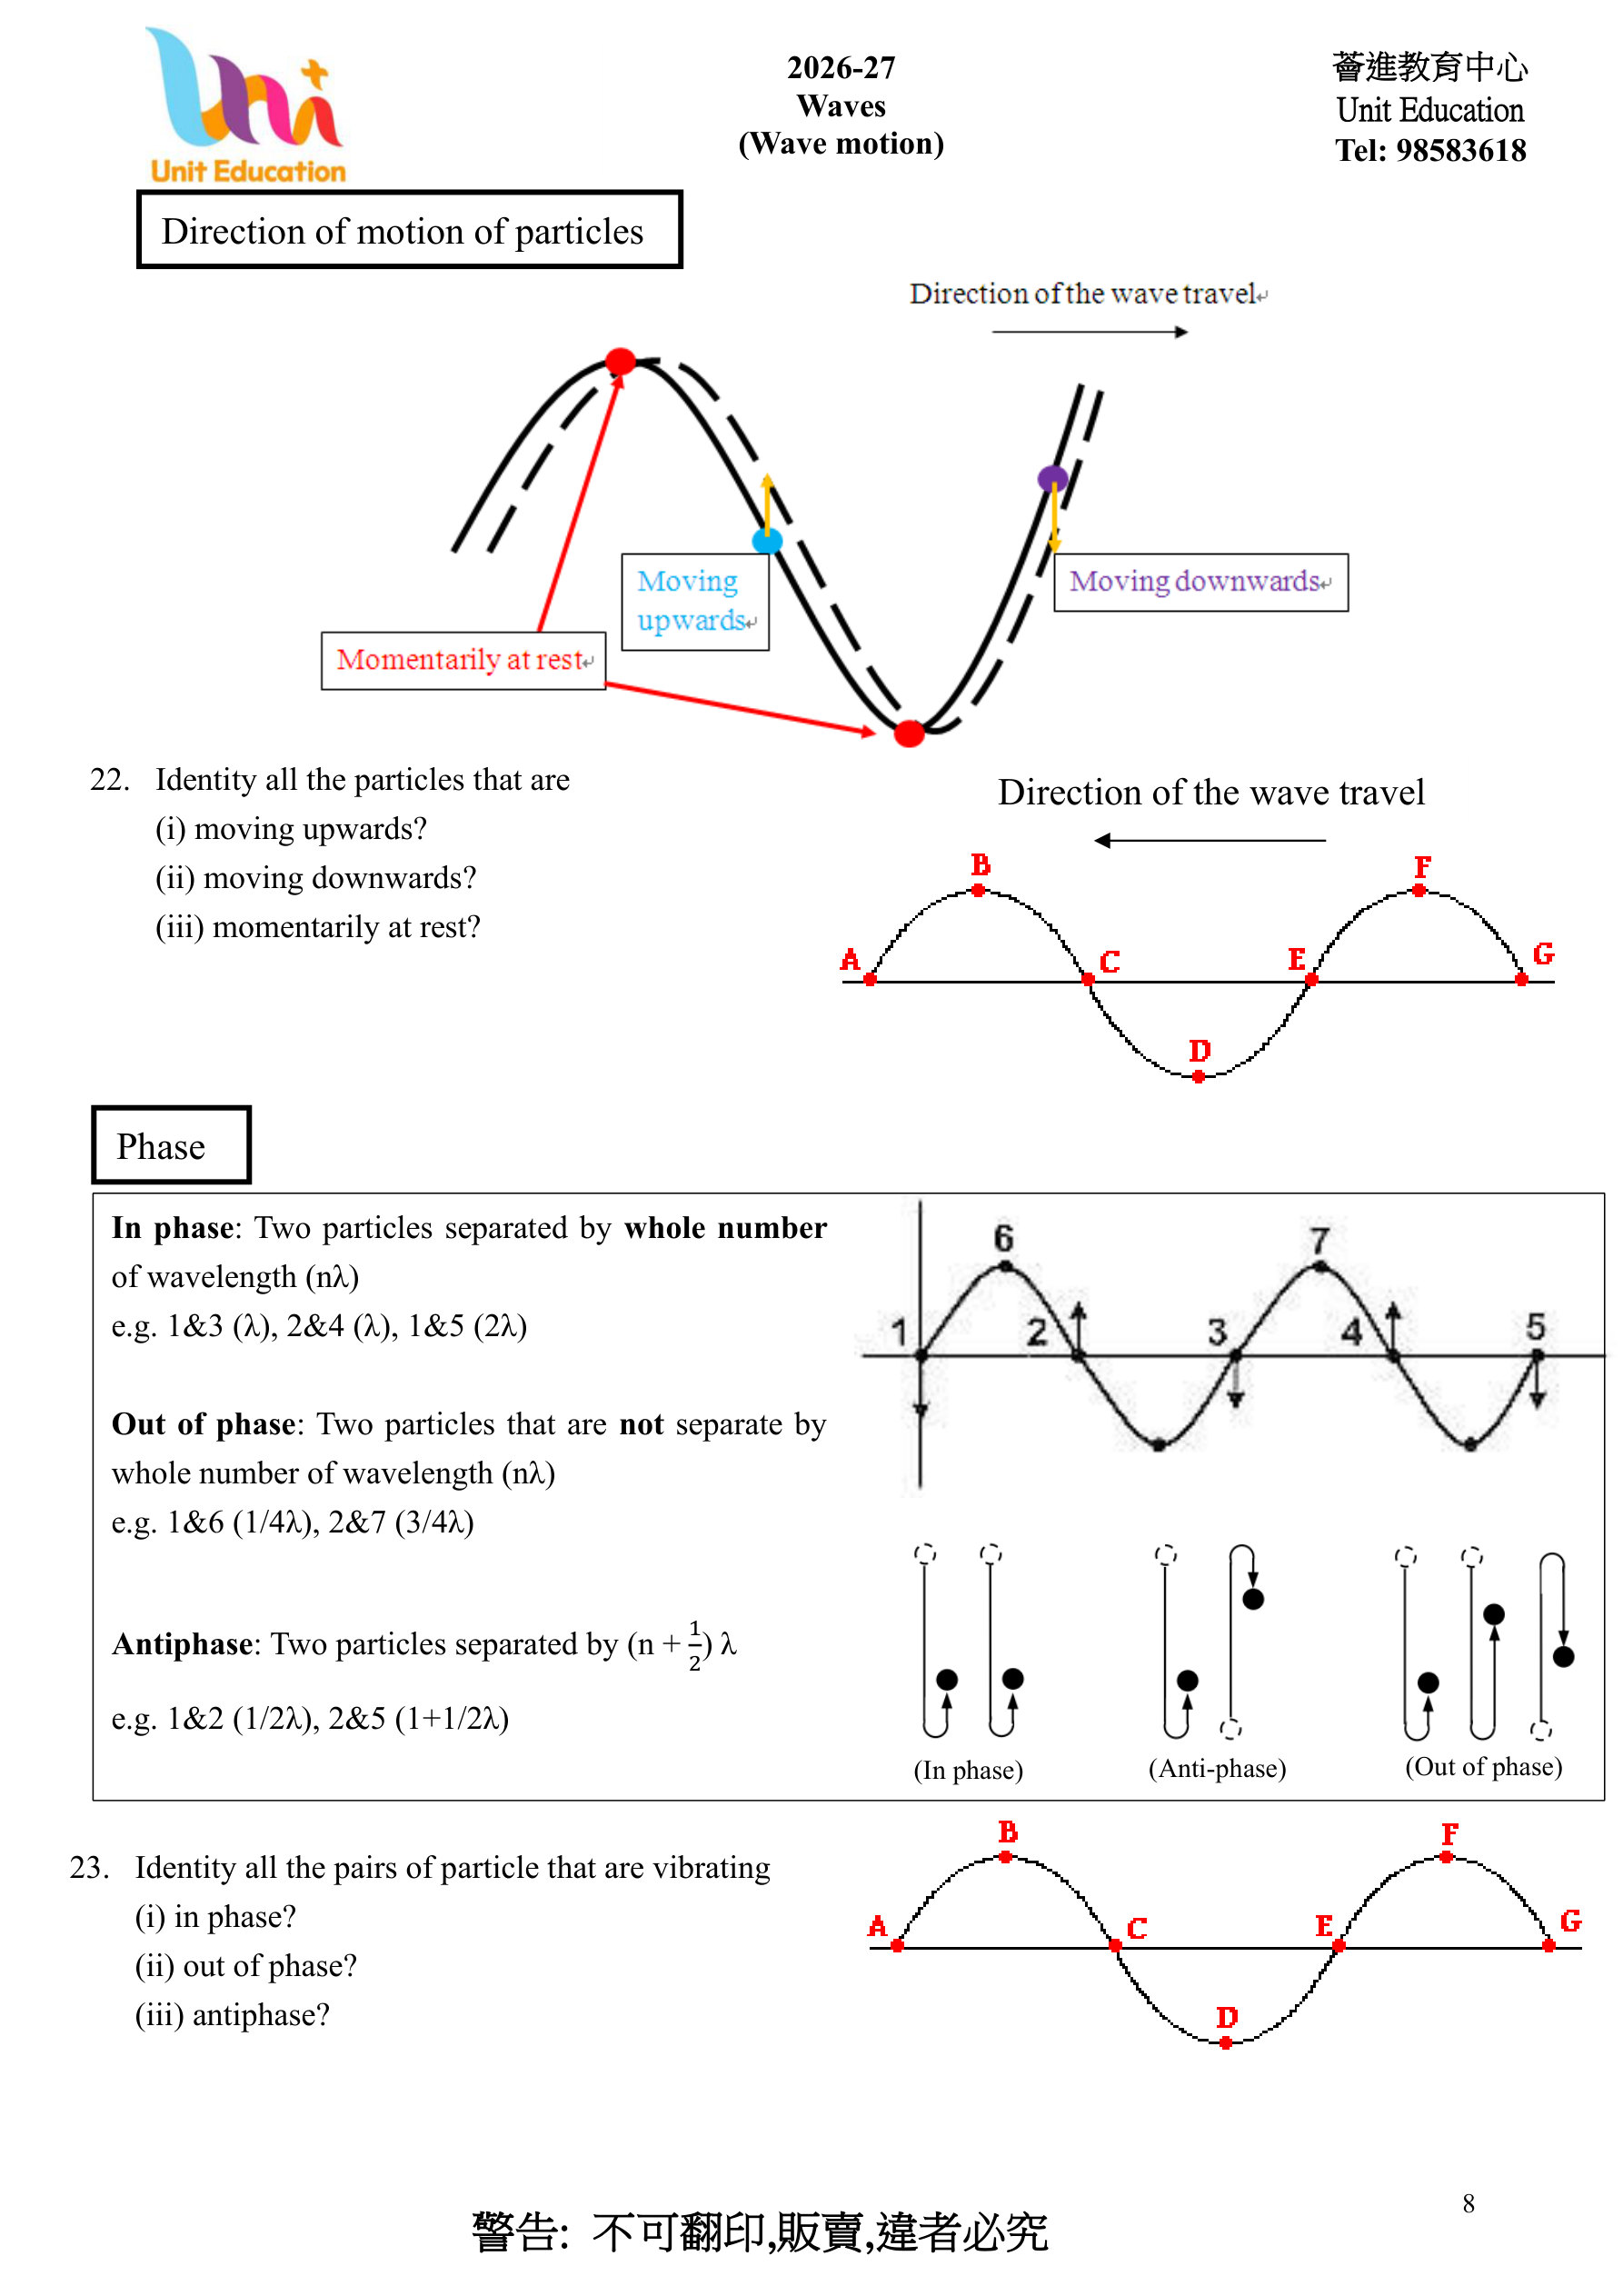 Unit Education
2026-27
Waves
(Wave motion)
薈進教育中心
Unit Education
Tel: 98583618
Direction of motion of particles
Direction of the wave travel
Moving
upwards
Moving downwards
Momentarily at rest
22. Identity all the particles that are
(i) moving upwards?
(ii) moving downwards?
(iii) momentarily at rest?
Direction of the wave travel
B
F
A
C
E
G
D
Phase
In phase: Two particles separated by whole number
of wavelength (nλ)
e.g. 1&3 (λ), 2&4 (λ), 1&5 (2λ)
Out of phase: Two particles that are not separate by
whole number of wavelength (nλ)
e.g. 1&6 (1/4λ), 2&7 (3/4λ)
Antiphase: Two particles separated by (n + 1/2) λ
e.g. 1&2 (1/2λ), 2&5 (1+1/2λ)
6
7
1
2
3
4
5
(In phase)
(Anti-phase)
(Out of phase)
23. Identity all the pairs of particle that are vibrating
(i) in phase?
(ii) out of phase?
(iii) antiphase?
B
F
A
C
E
G
D
8
警告: 不可翻印,販賣,違者必究